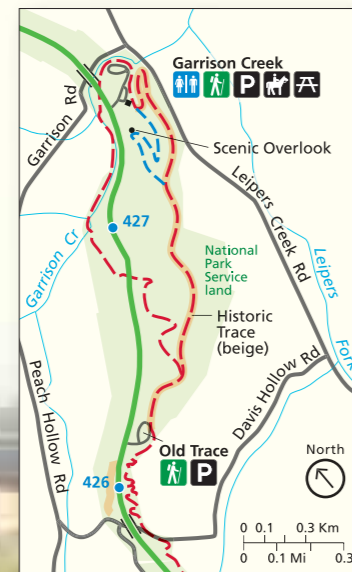 Garrison Creek
P
Garrison Rd
Scenic Overlook
427
Leipers Creek Rd
Garrison Cr
National
Park
Service
land
Leipers
Fork
Historic
Trace
(beige)
Peach Hollow Rd
Davis Hollow Rd
Old Trace
P
North
426
0 0.1 0.3 Km
0 0.1 Mi 0.3